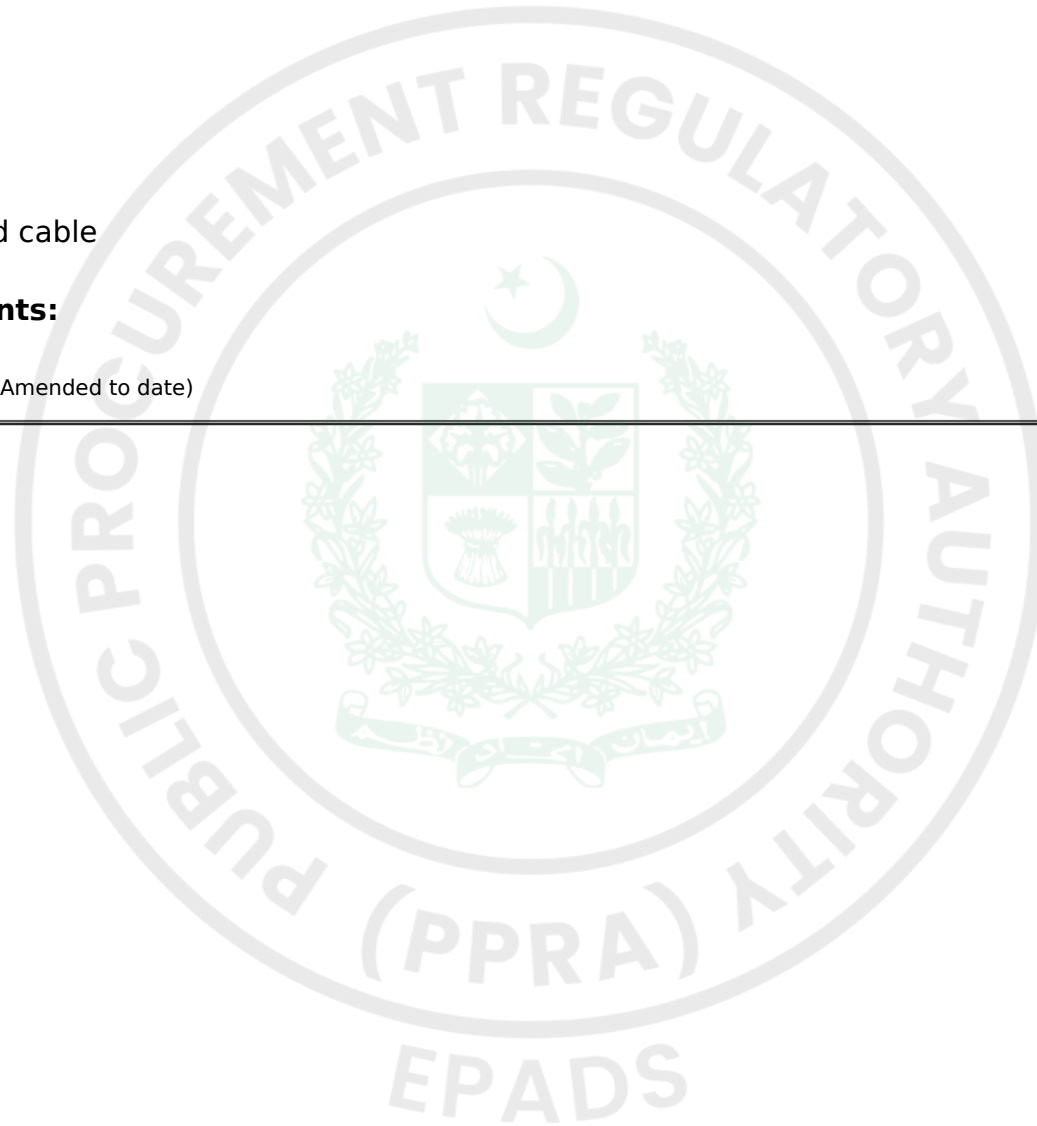 d cable
nts:
Amended to date)
PUBLIC PROCUREMENT REGULATORY AUTHORITY
(PPRA)
EPADS